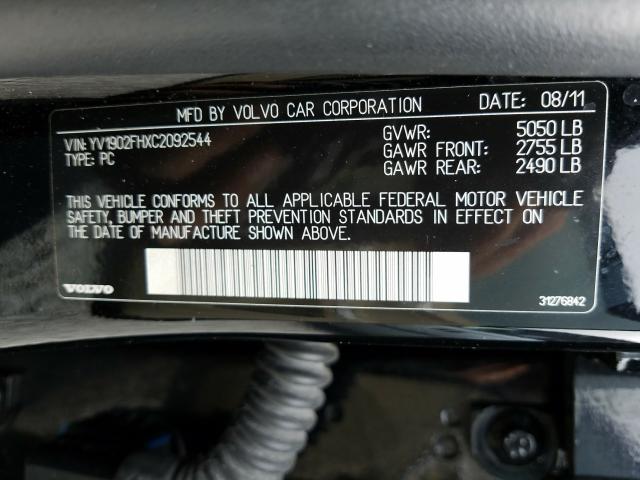 MFD BY VOLVO CAR CORPORATION DATE: 08/11
VIN: YV1902FHXC2092544
TYPE: PC
GVWR: 5050 LB
GAWR FRONT: 2755 LB
GAWR REAR: 2490 LB
THIS VEHICLE CONFORMS TO ALL APPLICABLE FEDERAL MOTOR VEHICLE
SAFETY, BUMPER AND THEFT PREVENTION STANDARDS IN EFFECT ON
THE DATE OF MANUFACTURE SHOWN ABOVE.
VOLVO
31276842